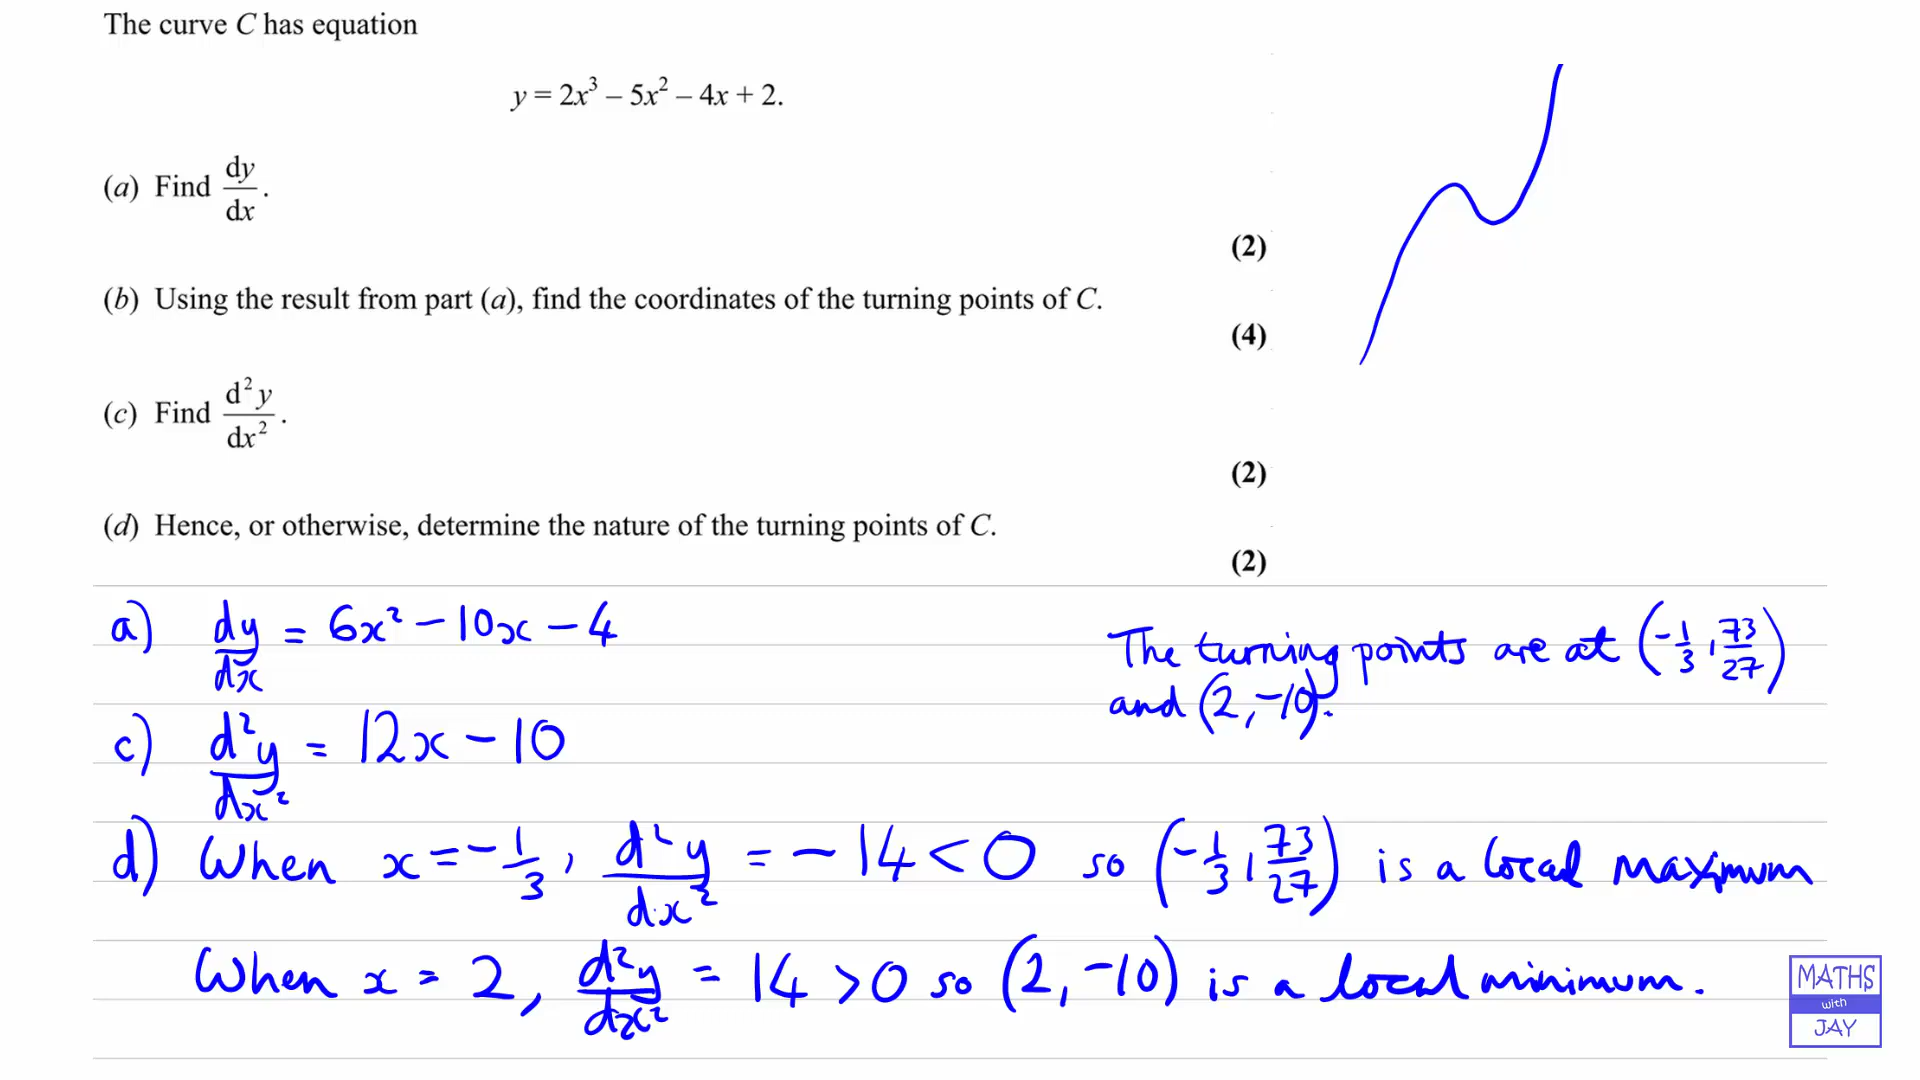 The curve C has equation
y = 2x³ – 5x² – 4x + 2.
(a) Find dy/dx.
(2)
(b) Using the result from part (a), find the coordinates of the turning points of C.
(4)
(c) Find d²y/dx².
(2)
(d) Hence, or otherwise, determine the nature of the turning points of C.
(2)
a) dy/dx = 6x² – 10x – 4
The turning points are at (-1/3, 73/27)
and (2, -10).
c) d²y/dx² = 12x – 10
d) When x = -1/3, d²y/dx² = -14 < 0 so (-1/3, 73/27) is a local maximum
When x = 2, d²y/dx² = 14 > 0 so (2, -10) is a local minimum.
MATHS
with
JAY